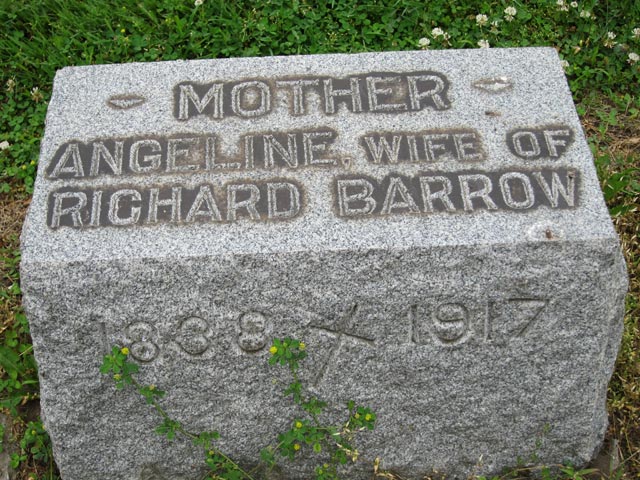 - MOTHER -
ANGELINE, WIFE OF
RICHARD BARROW
1838 1917